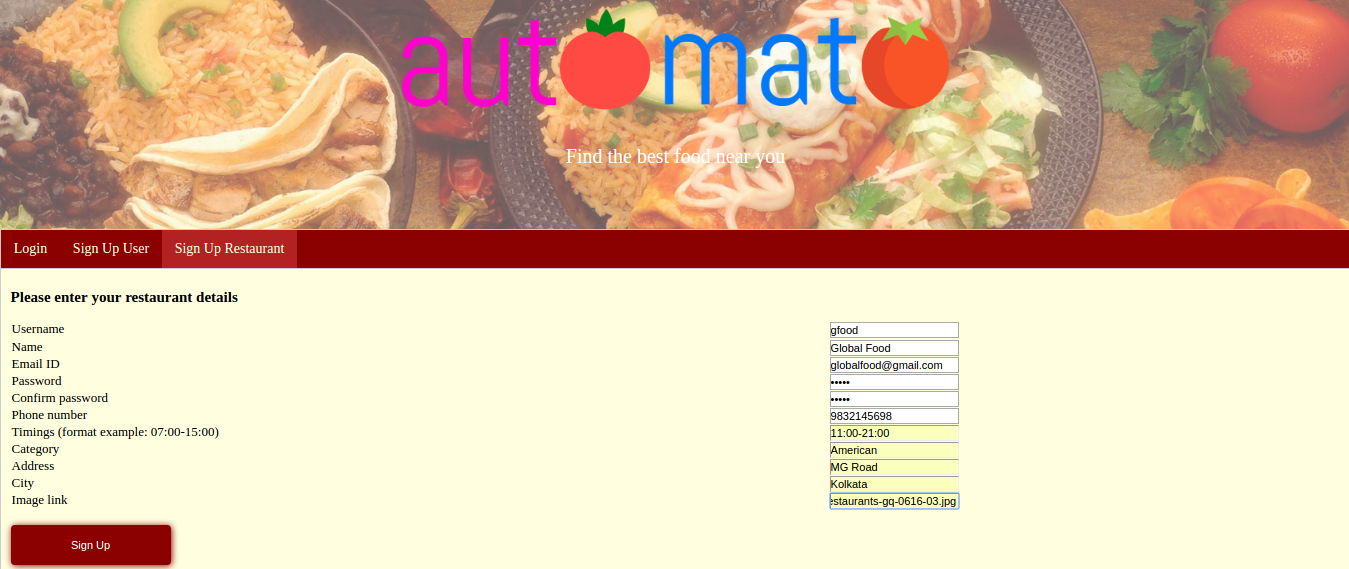 automato
Find the best food near you
Login Sign Up User Sign Up Restaurant
Please enter your restaurant details
Username gfood
Name Global Food
Email ID globalfood@gmail.com
Password •••••
Confirm password •••••
Phone number 9832145698
Timings (format example: 07:00-15:00) 11:00-21:00
Category American
Address MG Road
City Kolkata
Image link estaurants-gq-0616-03.jpg
Sign Up